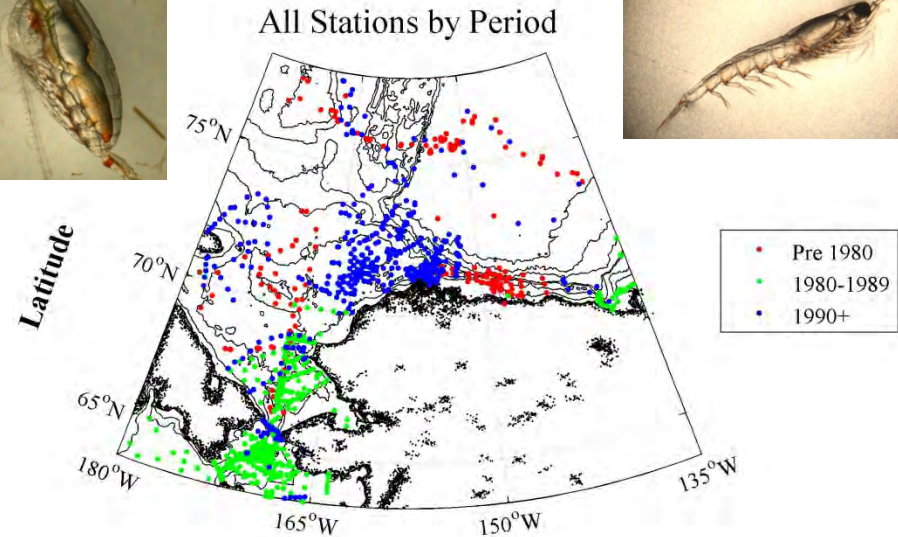 All Stations by Period
75°N
70°N
65°N
180°W
165°W
150°W
135°W
Latitude
Pre 1980
1980-1989
1990+